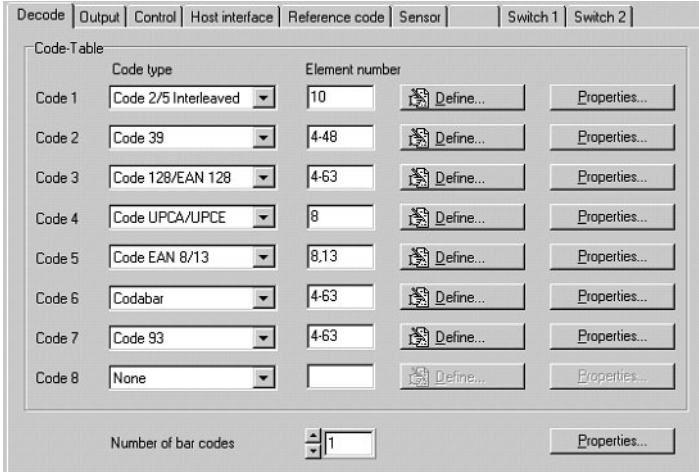 Decode Output Control Host interface Reference code Sensor Switch 1 Switch 2
Code-Table
Code type Element number
Code 1 Code 2/5 Interleaved 10 Define... Properties...
Code 2 Code 39 4-48 Define... Properties...
Code 3 Code 128/EAN 128 4-63 Define... Properties...
Code 4 Code UPCA/UPCE 8 Define... Properties...
Code 5 Code EAN 8/13 8,13 Define... Properties...
Code 6 Codabar 4-63 Define... Properties...
Code 7 Code 93 4-63 Define... Properties...
Code 8 None Define... Properties...
Number of bar codes 1 Properties...